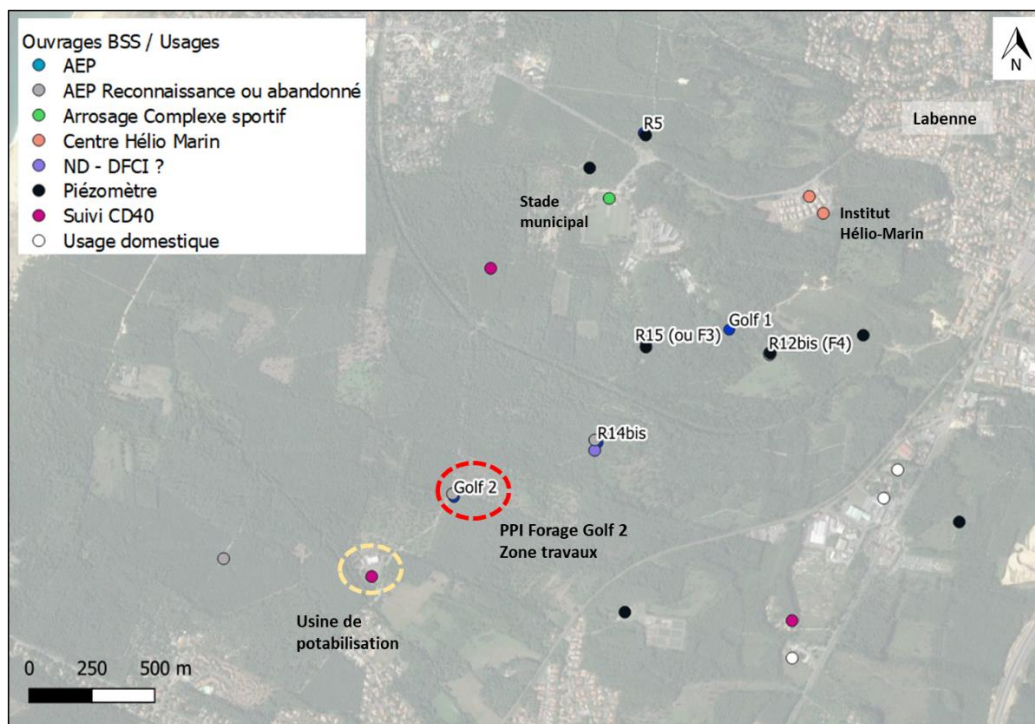 Ouvrages BSS / Usages
AEP
AEP Reconnaissance ou abandonné
Arrosage Complexe sportif
Centre Hélio Marin
ND - DFCI ?
Piézomètre
Suivi CD40
Usage domestique
N
Labenne
R5
Stade
municipal
Institut
Hélio-Marin
Golf 1
R15 (ou F3)
R12bis (F4)
R14bis
Golf 2
PPI Forage Golf 2
Zone travaux
Usine de
potabilisation
0 250 500 m